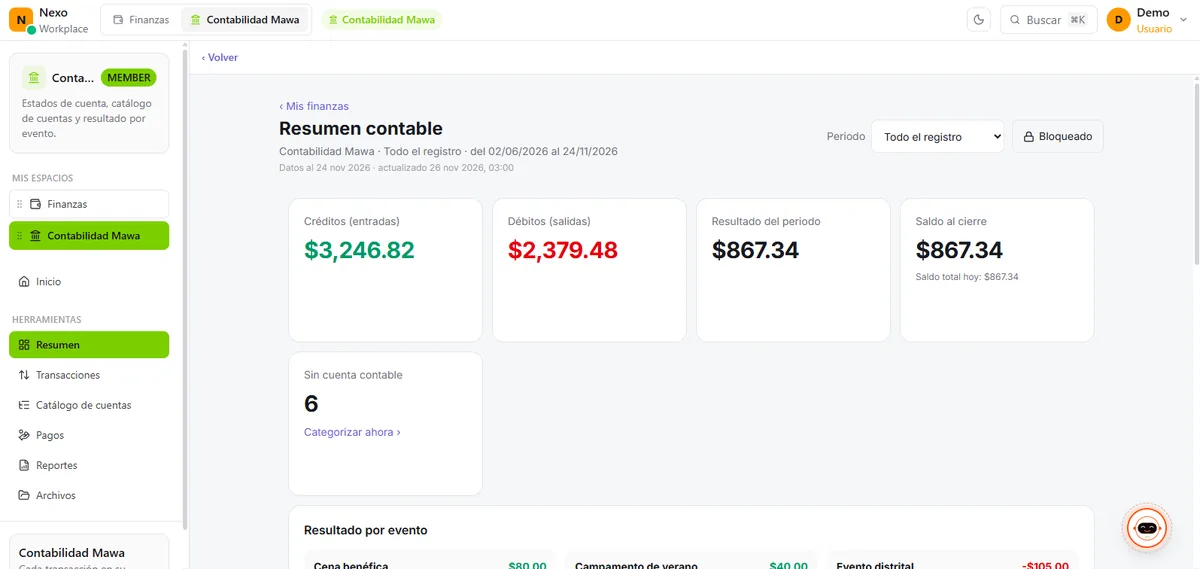 N
Nexo
Workplace
Finanzas
Contabilidad Mawa
Contabilidad Mawa
Buscar ⌘K
D
Demo
Usuario
Conta... MEMBER
Estados de cuenta, catálogo
de cuentas y resultado por
evento.
MIS ESPACIOS
Finanzas
Contabilidad Mawa
Inicio
HERRAMIENTAS
Resumen
Transacciones
Catálogo de cuentas
Pagos
Reportes
Archivos
Contabilidad Mawa
Cada transacción en su
‹ Volver
‹ Mis finanzas
Resumen contable
Contabilidad Mawa · Todo el registro · del 02/06/2026 al 24/11/2026
Datos al 24 nov 2026 · actualizado 26 nov 2026, 03:00
Periodo Todo el registro Bloqueado
Créditos (entradas)
$3,246.82
Débitos (salidas)
$2,379.48
Resultado del periodo
$867.34
Saldo al cierre
$867.34
Saldo total hoy: $867.34
Sin cuenta contable
6
Categorizar ahora ›
Resultado por evento
Cena benéfica $80.00
Campamento de verano $40.00
Evento distrital -$105.00